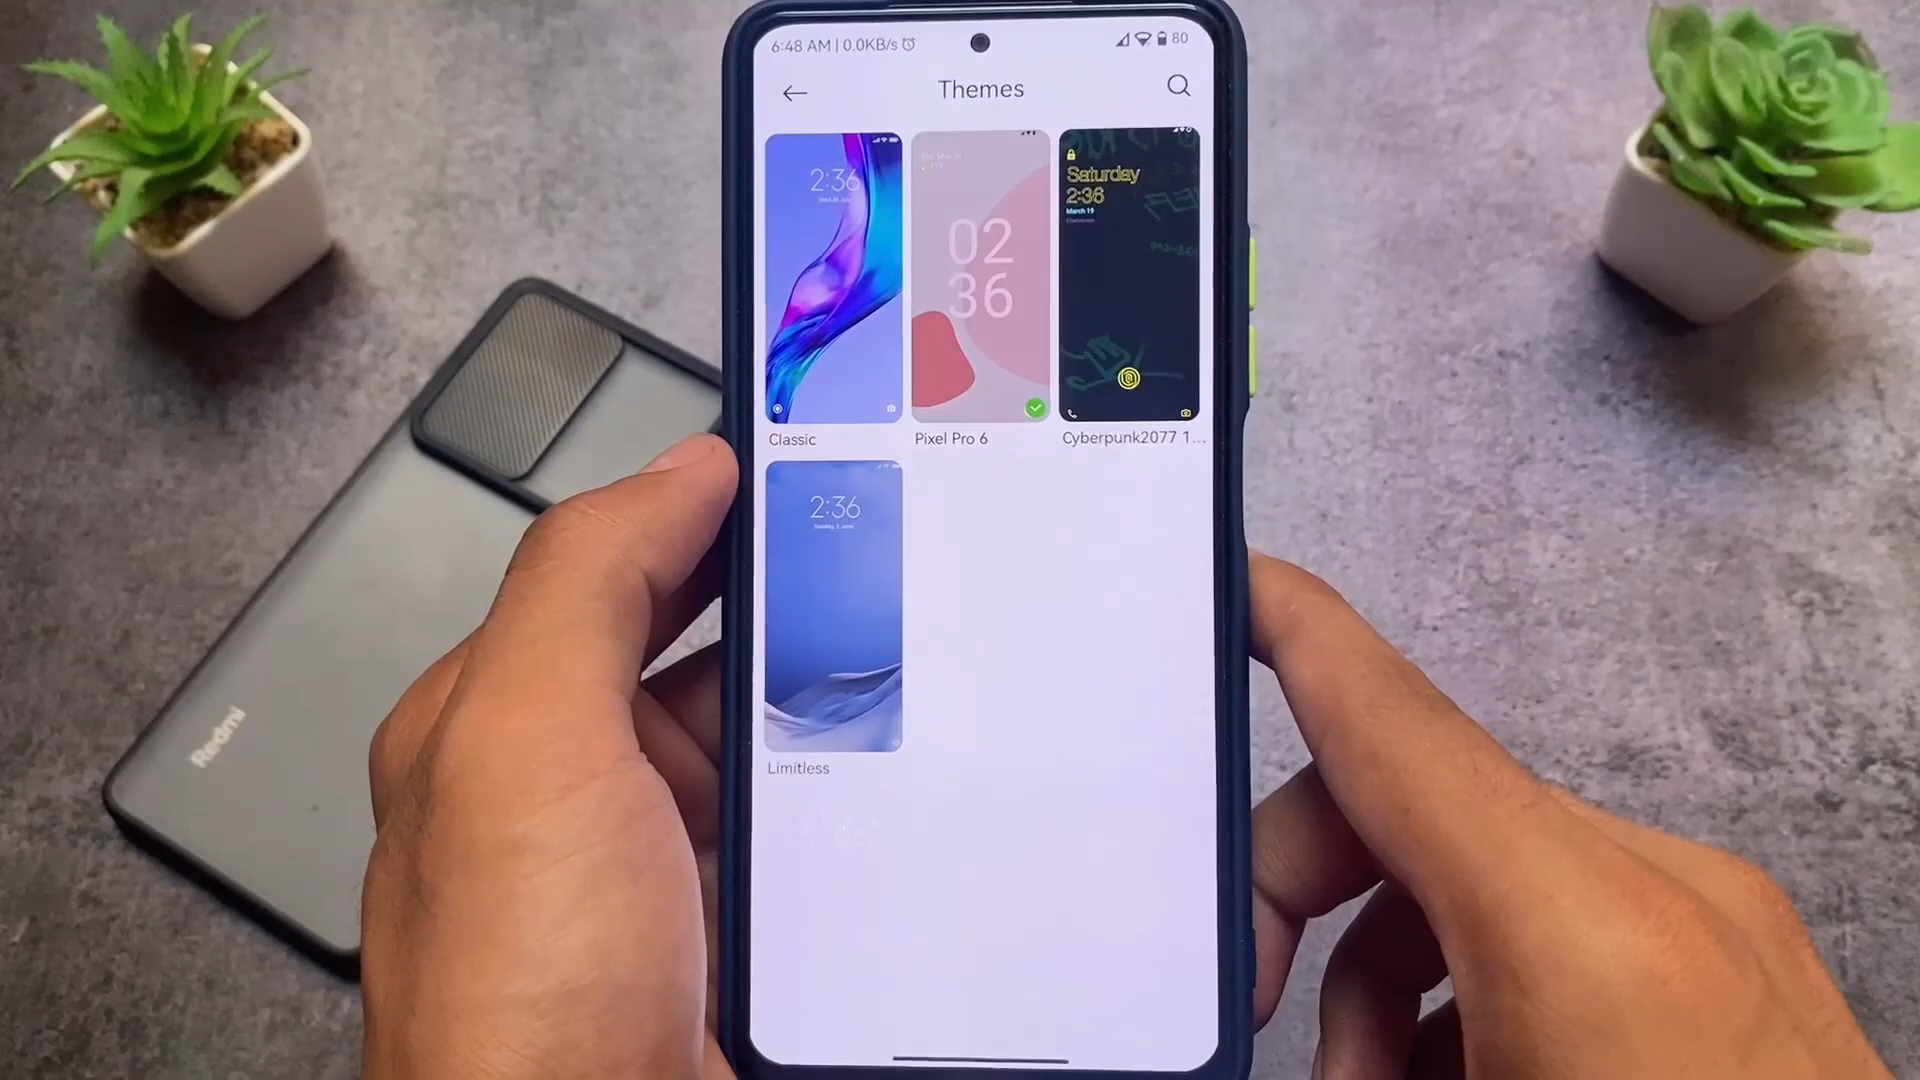 6:48 AM | 0.0KB/s
80
Themes
2:36
02
36
Saturday
2:36
March 19
Classic
Pixel Pro 6
Cyberpunk2077 1...
2:36
Limitless
Redmi